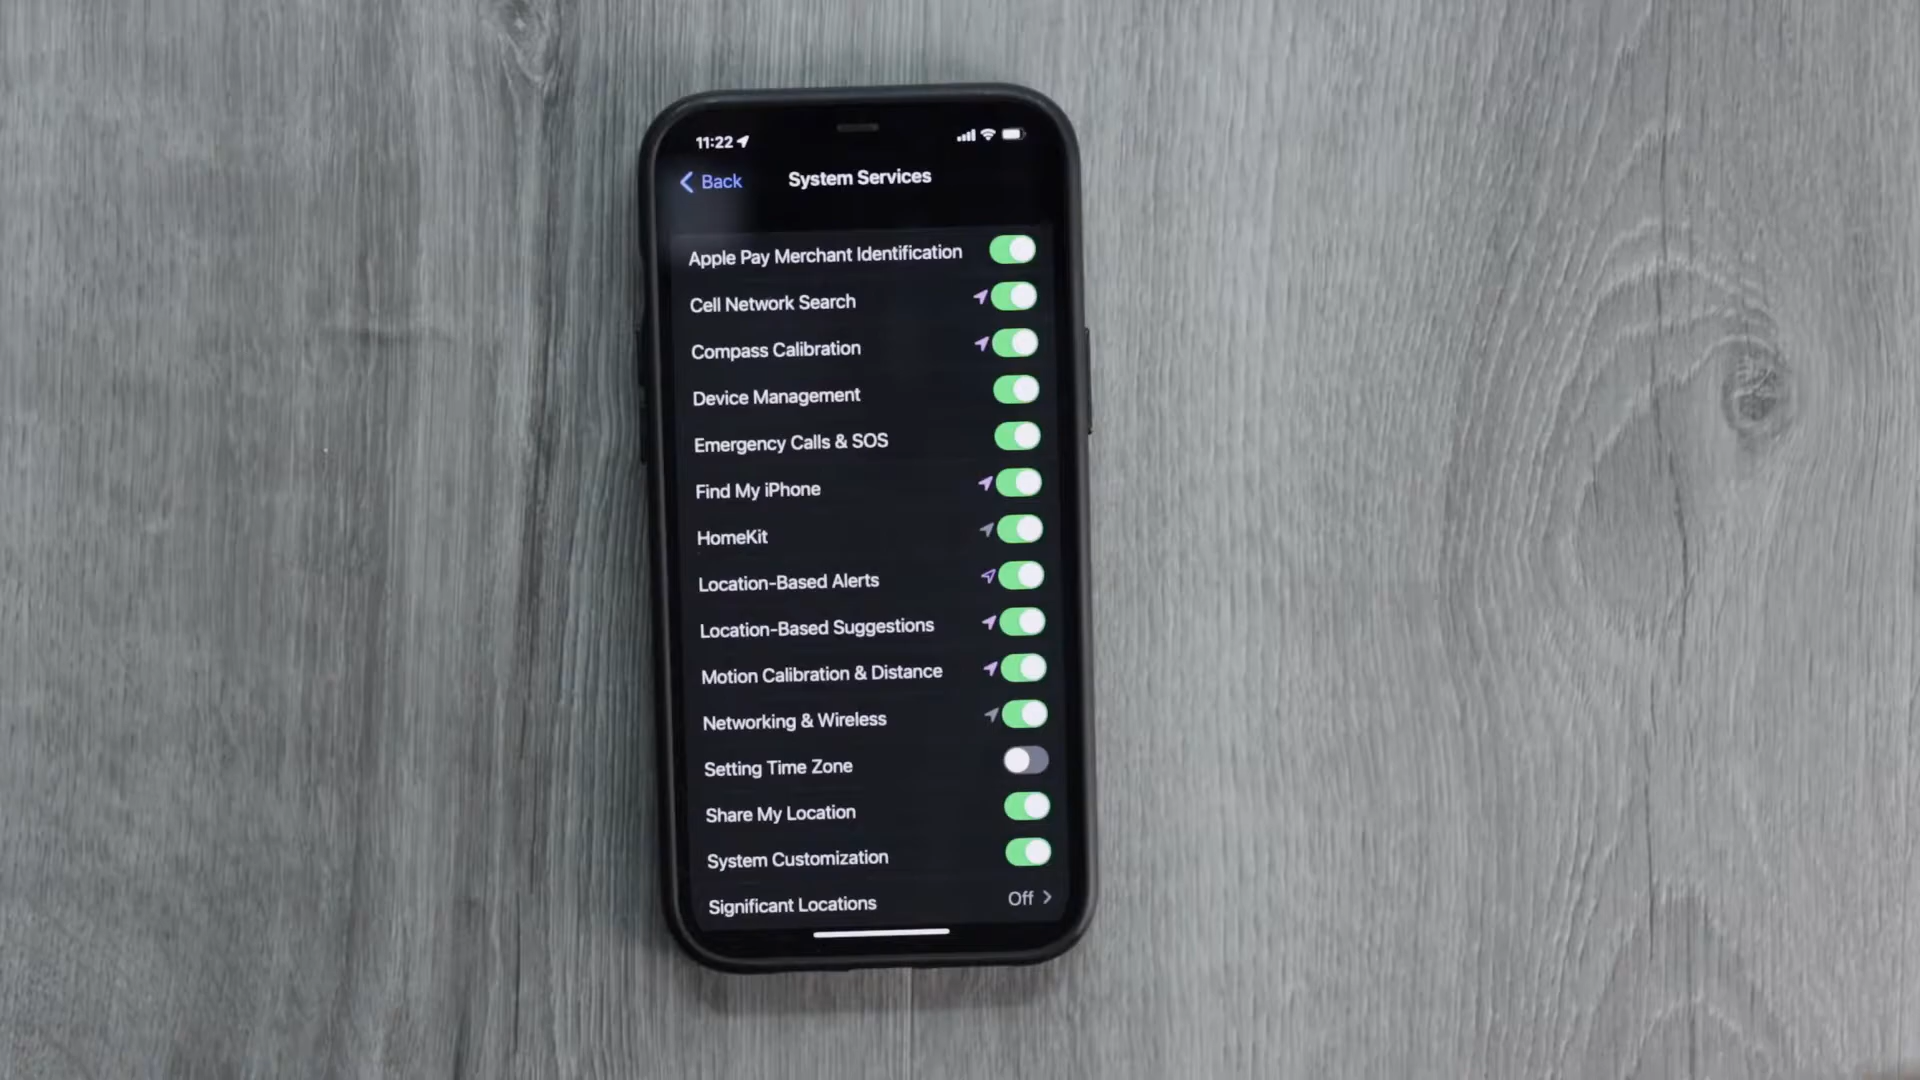 11:22
Back
System Services
Apple Pay Merchant Identification
Cell Network Search
Compass Calibration
Device Management
Emergency Calls & SOS
Find My iPhone
HomeKit
Location-Based Alerts
Location-Based Suggestions
Motion Calibration & Distance
Networking & Wireless
Setting Time Zone
Share My Location
System Customization
Significant Locations Off